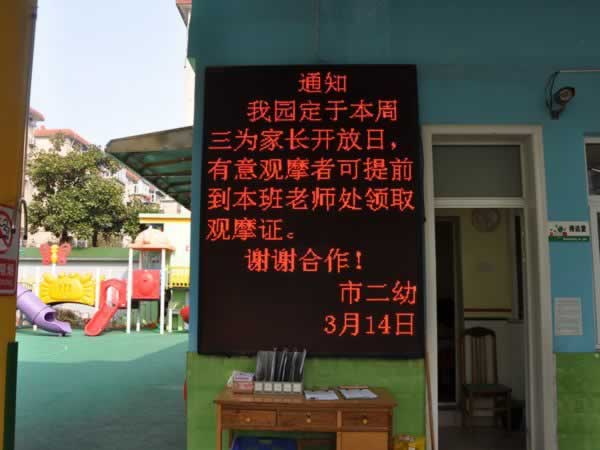 通知
我园定于本周
三为家长开放日，
有意观摩者可提前
到本班老师处领取
观摩证。
谢谢合作！
市二幼
3月14日